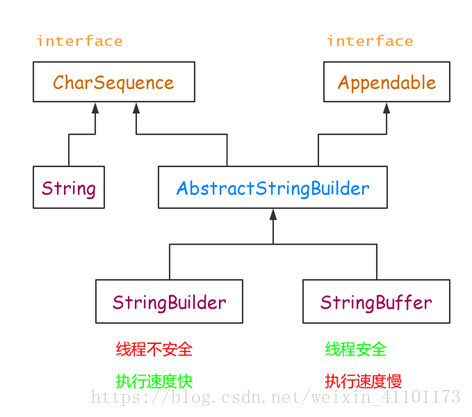 interface
interface
CharSequence
Appendable
String
AbstractStringBuilder
StringBuilder
StringBuffer
线程不安全
线程安全
执行速度快
执行速度慢
https://blog.csdn.net/weixin_41101173